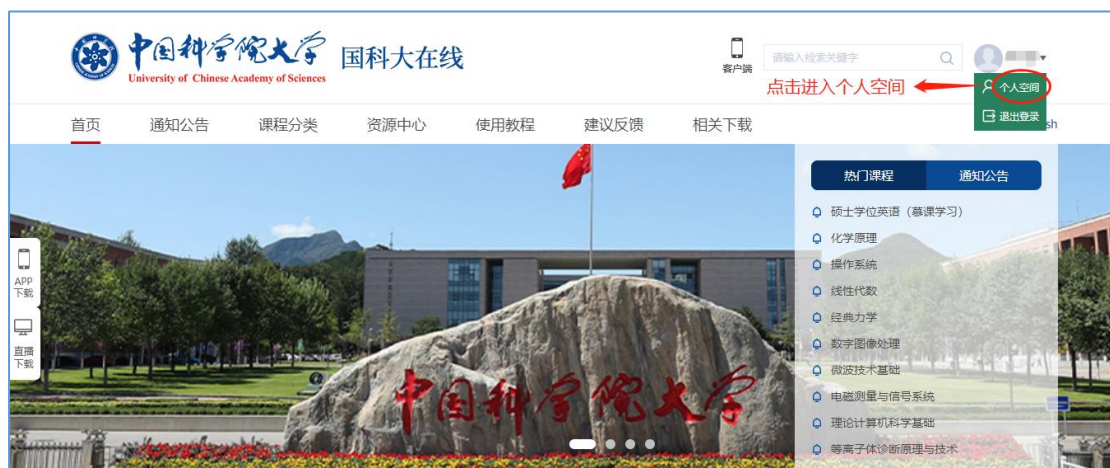 中国科学院大学 国科大在线
University of Chinese Academy of Sciences
客户端
请输入检索关键字
点击进入个人空间
个人空间
退出登录
sh
首页 通知公告 课程分类 资源中心 使用教程 建议反馈 相关下载
热门课程 通知公告
硕士学位英语（慕课学习）
化学原理
操作系统
线性代数
经典力学
数字图像处理
微波技术基础
电磁测量与信号系统
理论计算机科学基础
等离子体诊断原理与技术
APP
下载
直播
下载
中国科学院大学